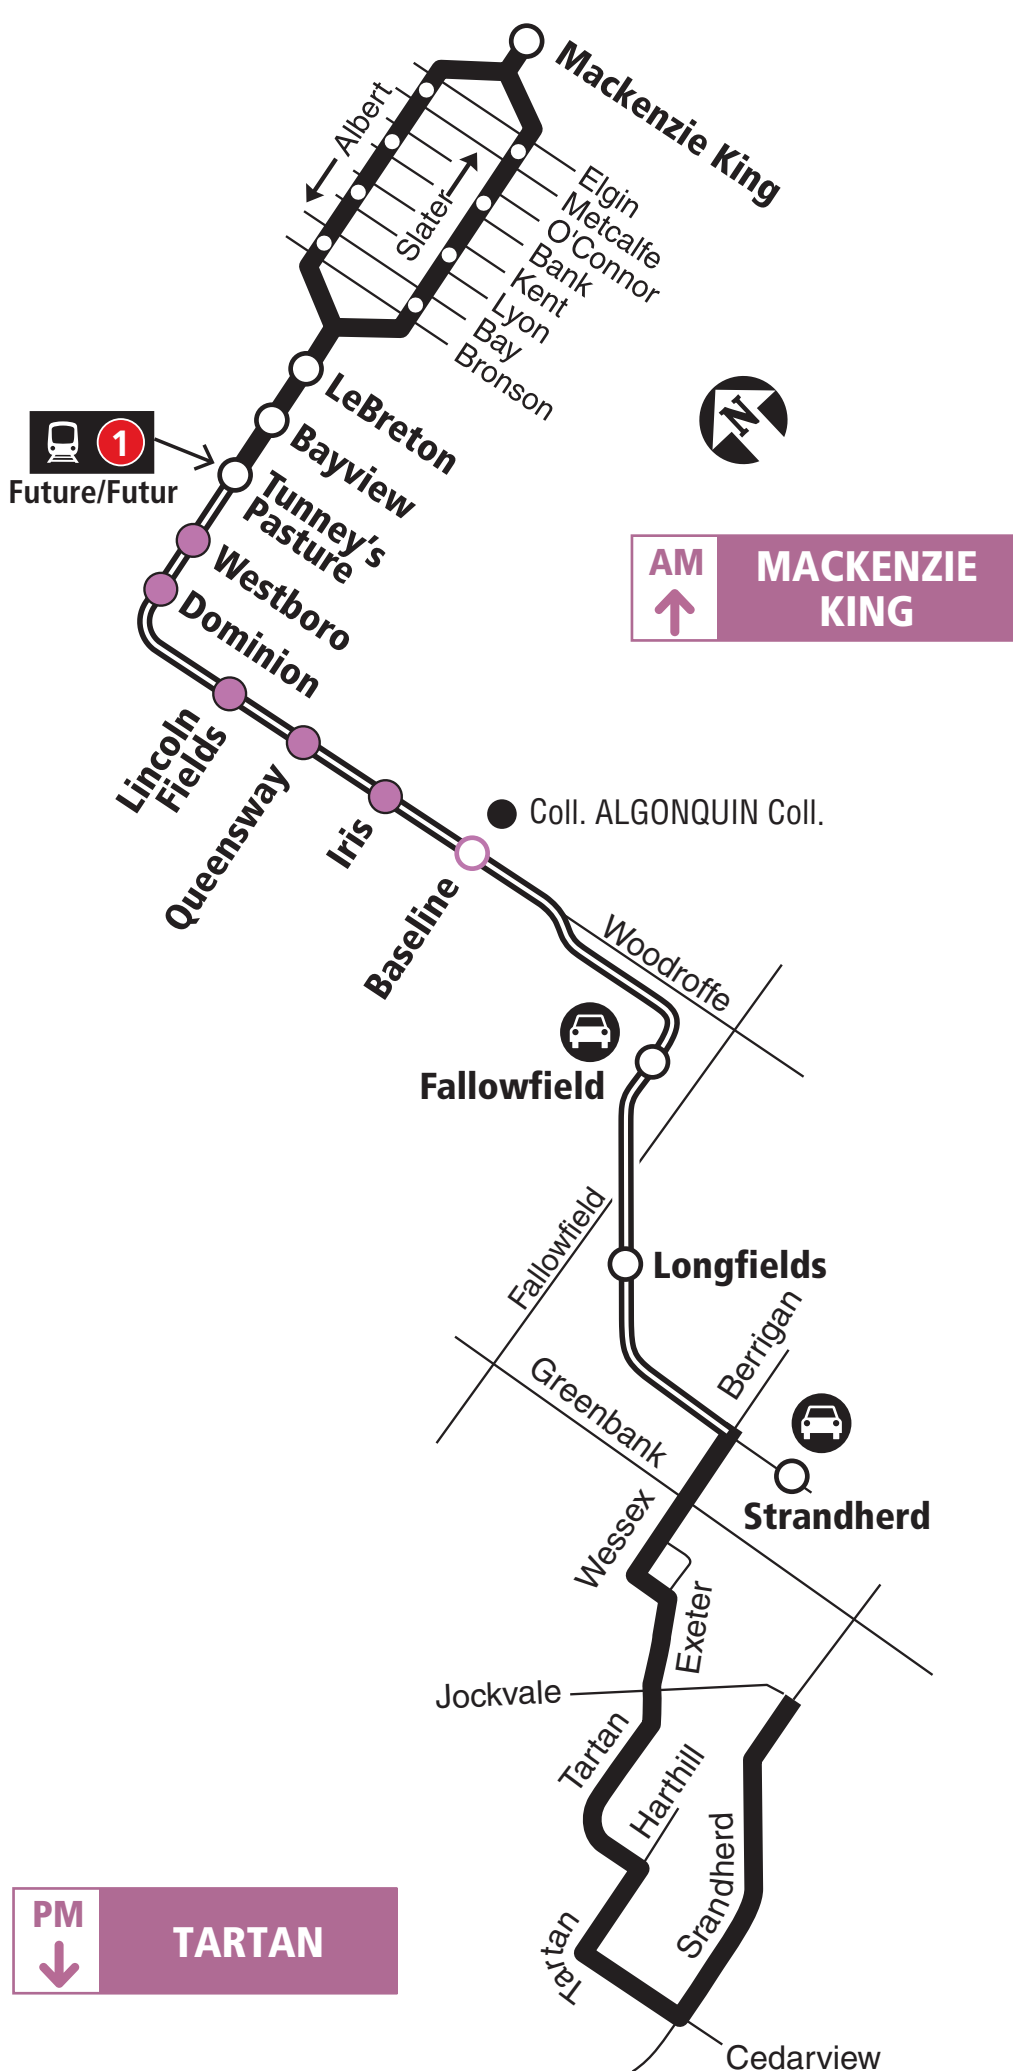 Mackenzie King
Albert
Slater
Elgin
Metcalfe
O'Connor
Bank
Kent
Lyon
Bay
Bronson
LeBreton
Bayview
1
Future/Futur
Tunney's
Pasture
N
Westboro
AM
MACKENZIE
KING
Dominion
Lincoln
Fields
Queensway
Iris
Coll. ALGONQUIN Coll.
Baseline
Woodroffe
Fallowfield
Fallowfield
Longfields
Berrigan
Greenbank
Strandherd
Wessex
Exeter
Jockvale
Tartan
Harthill
Srandherd
PM
TARTAN
Tartan
Cedarview